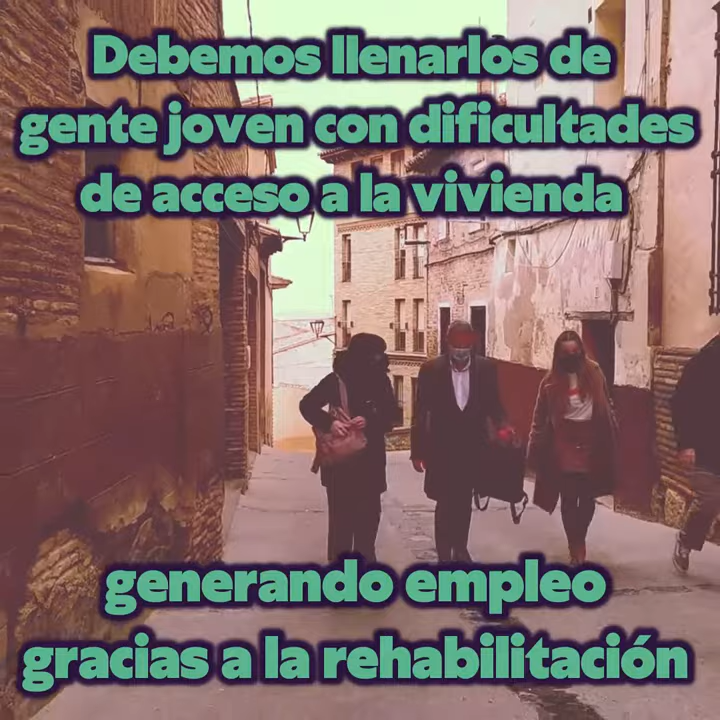 Debemos llenarlos de
gente joven con dificultades
de acceso a la vivienda
generando empleo
gracias a la rehabilitación